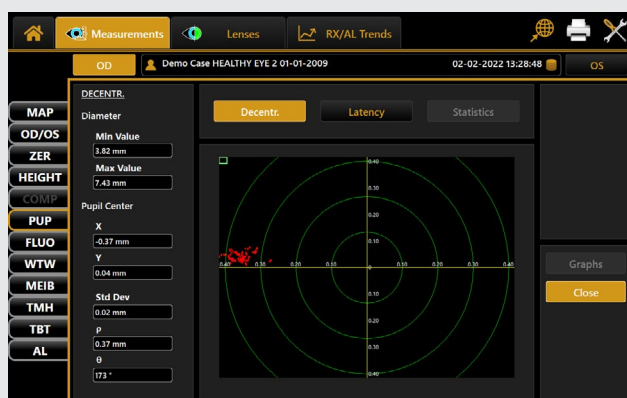 Measurements
Lenses
RX/AL Trends
OD
Demo Case HEALTHY EYE 2 01-01-2009
02-02-2022 13:28:48
OS
MAP
OD/OS
ZER
HEIGHT
COMP
PUP
FLUO
WTW
MEIB
TMH
TBT
AL
DECENTR.
Diameter
Min Value
3.82 mm
Max Value
7.43 mm
Pupil Center
X
-0.37 mm
Y
0.04 mm
Std Dev
0.02 mm
ρ
0.37 mm
θ
173 °
Decentr.
Latency
Statistics
0.40
0.30
0.20
0.10
0.40 0.30 0.20 0.10 0 0.10 0.20 0.30 0.40
0.20
0.30
0.40
Graphs
Close